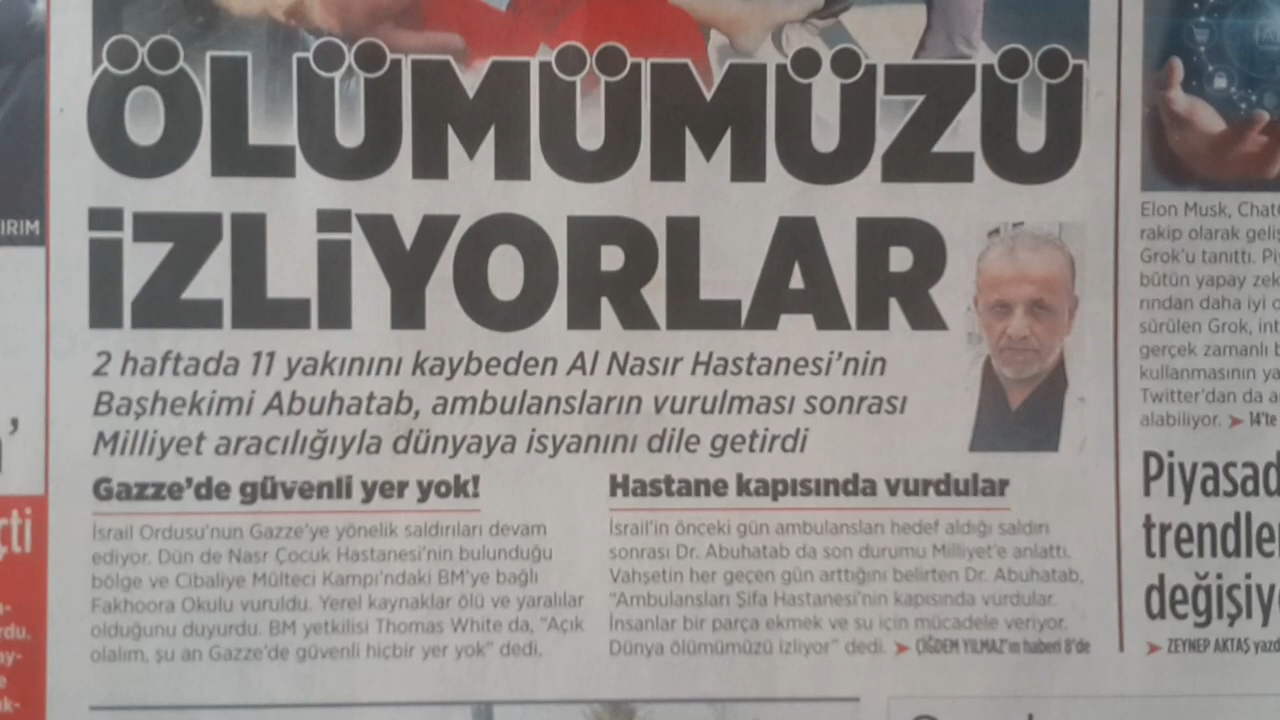 ÖLÜMÜMÜZÜ
İZLİYORLAR
2 haftada 11 yakınını kaybeden Al Nasır Hastanesi’nin
Başhekimi Abuhatab, ambulansların vurulması sonrası
Milliyet aracılığıyla dünyaya isyanını dile getirdi
Gazze’de güvenli yer yok!
İsrail Ordusu’nun Gazze’ye yönelik saldırıları devam
ediyor. Dün de Nasr Çocuk Hastanesi’nin bulunduğu
bölge ve Cibaliye Mülteci Kampı’ndaki BM’ye bağlı
Fakhoora Okulu vuruldu. Yerel kaynaklar ölü ve yaralılar
olduğunu duyurdu. BM yetkilisi Thomas White da, “Açık
olalım, şu an Gazze’de güvenli hiçbir yer yok” dedi.
Hastane kapısında vurdular
İsrail’in önceki gün ambulansları hedef aldığı saldırı
sonrası Dr. Abuhatab da son durumu Milliyet’e anlattı.
Vahşetin her geçen gün arttığını belirten Dr. Abuhatab,
“Ambulansları Şifa Hastanesi’nin kapısında vurdular.
İnsanlar bir parça ekmek ve su için mücadele veriyor.
Dünya ölümümüzü izliyor” dedi. ➤ ÇİĞDEM YILMAZ’ın haberi 8’de
Elon Musk, Chat
rakip olarak geliş
Grok’u tanıttı. Pi
bütün yapay zek
rından daha iyi o
sürülen Grok, int
gerçek zamanlı b
kullanmasının ya
Twitter’dan da a
alabiliyor. ➤ 14’te
Piyasad
trendle
değişiy
➤ ZEYNEP AKTAŞ yazd
IRIM
çti
rdu.
ay-
e
ak-